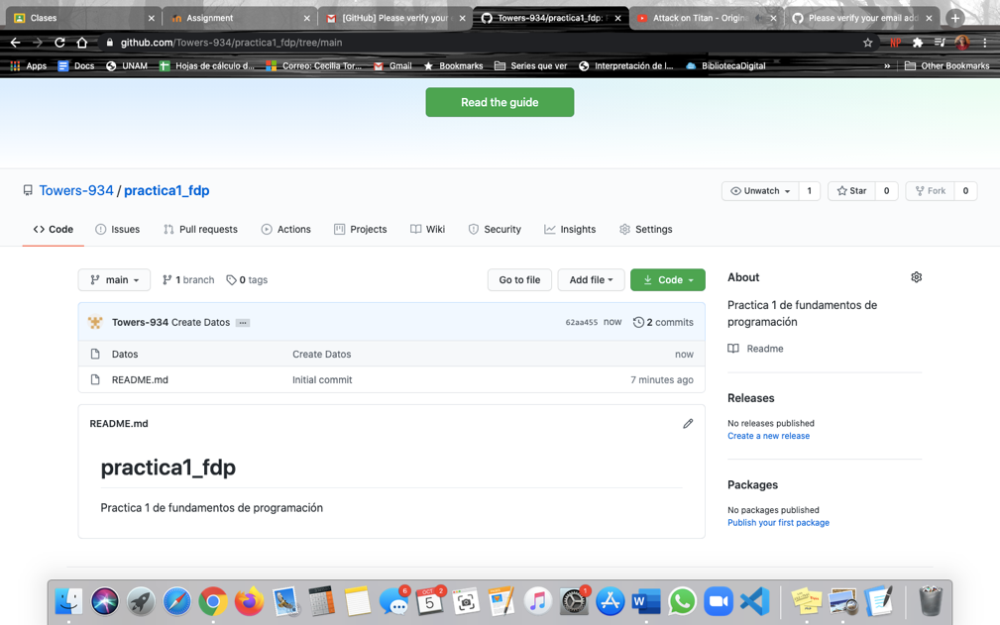 Clases
Assignment
[GitHub] Please verify your
Towers-934/practica1_fdp:
Attack on Titan - Origina
Please verify your email add
github.com/Towers-934/practica1_fdp/tree/main
NP
Apps
Docs
UNAM
Hojas de cálculo d...
Correo: Cecilia Tor...
Gmail
Bookmarks
Series que ver
Interpretación de l...
BibliotecaDigital
»
Other Bookmarks
Read the guide
Towers-934 / practica1_fdp
Unwatch 1
Star 0
Fork 0
Code
Issues
Pull requests
Actions
Projects
Wiki
Security
Insights
Settings
main
1 branch
0 tags
Go to file
Add file
Code
Towers-934 Create Datos ...
62aa455 now
2 commits
Datos Create Datos now
README.md Initial commit 7 minutes ago
README.md
practica1_fdp
Practica 1 de fundamentos de programación
About
Practica 1 de fundamentos de
programación
Readme
Releases
No releases published
Create a new release
Packages
No packages published
Publish your first package
6
OCT 2
5
1
W